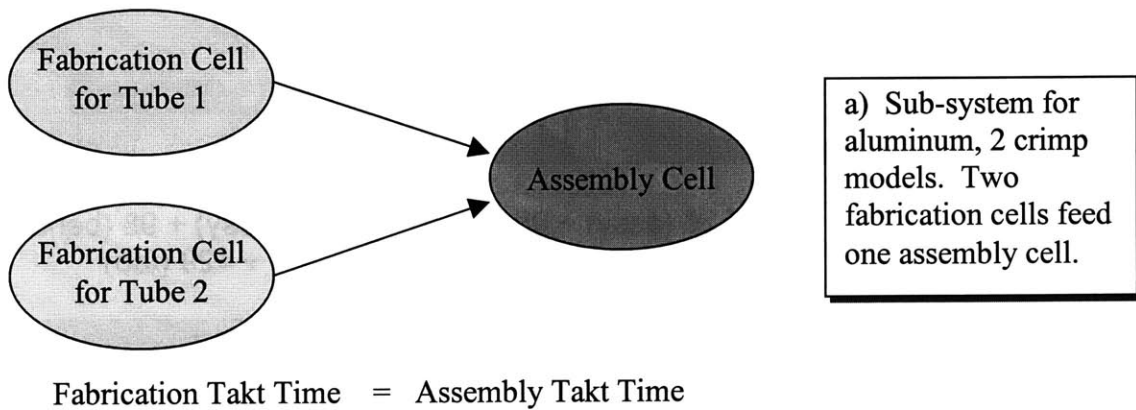 Fabrication Cell
for Tube 1
Assembly Cell
Fabrication Cell
for Tube 2
a) Sub-system for
aluminum, 2 crimp
models. Two
fabrication cells feed
one assembly cell.
Fabrication Takt Time = Assembly Takt Time